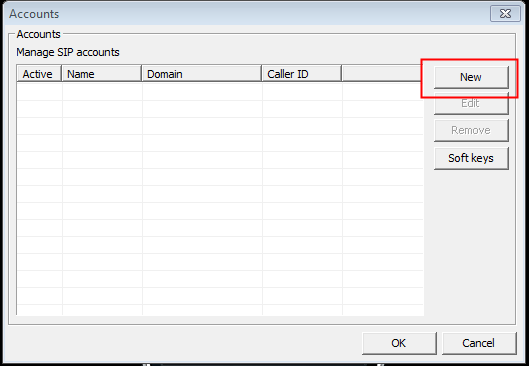 Accounts
Accounts
Manage SIP accounts
Active Name Domain Caller ID
New
Edit
Remove
Soft keys
OK Cancel